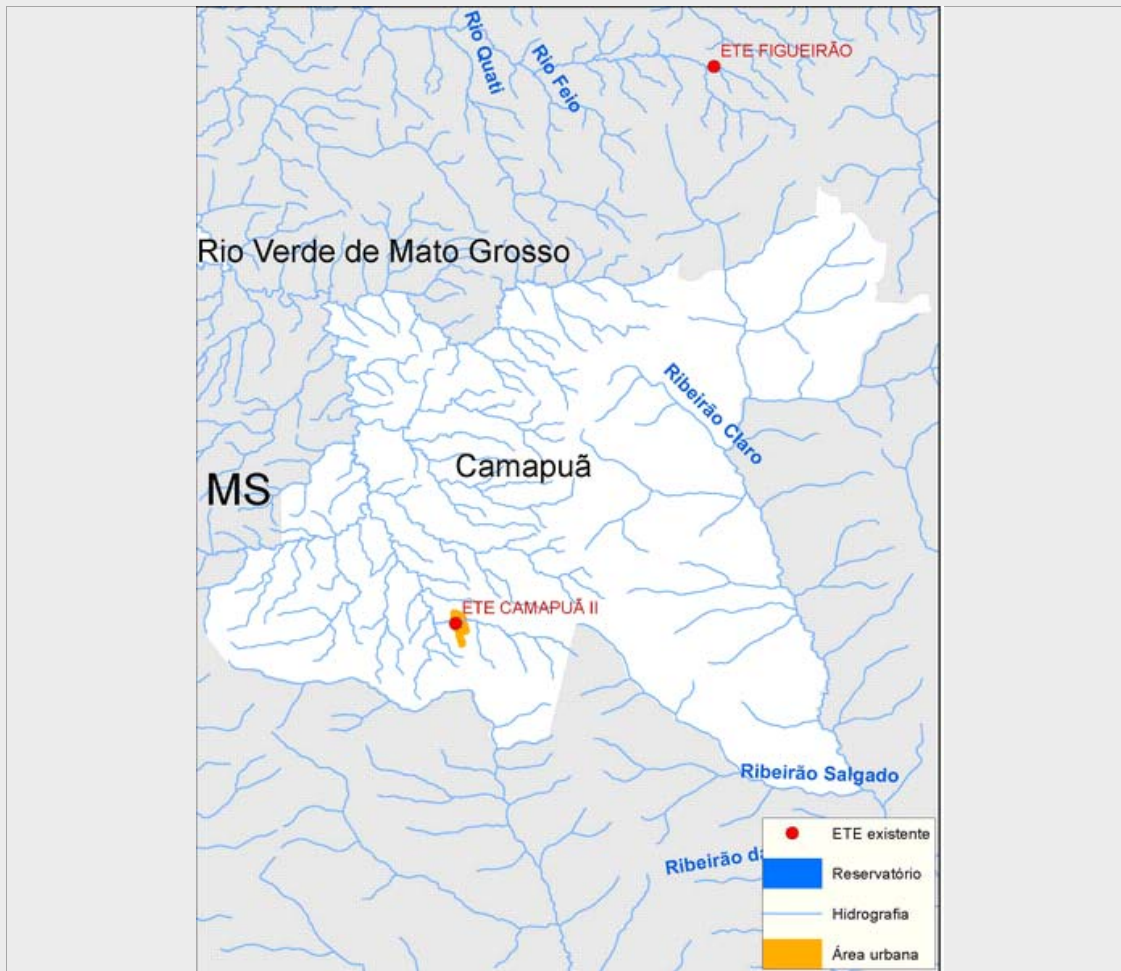 ETE FIGUEIRÃO
Rio Quati
Rio Feio
Rio Verde de Mato Grosso
Ribeirão Claro
Camapuã
MS
ETE CAMAPUÃ II
Ribeirão Salgado
Ribeirão
ETE existente
Reservatório
Hidrografia
Área urbana